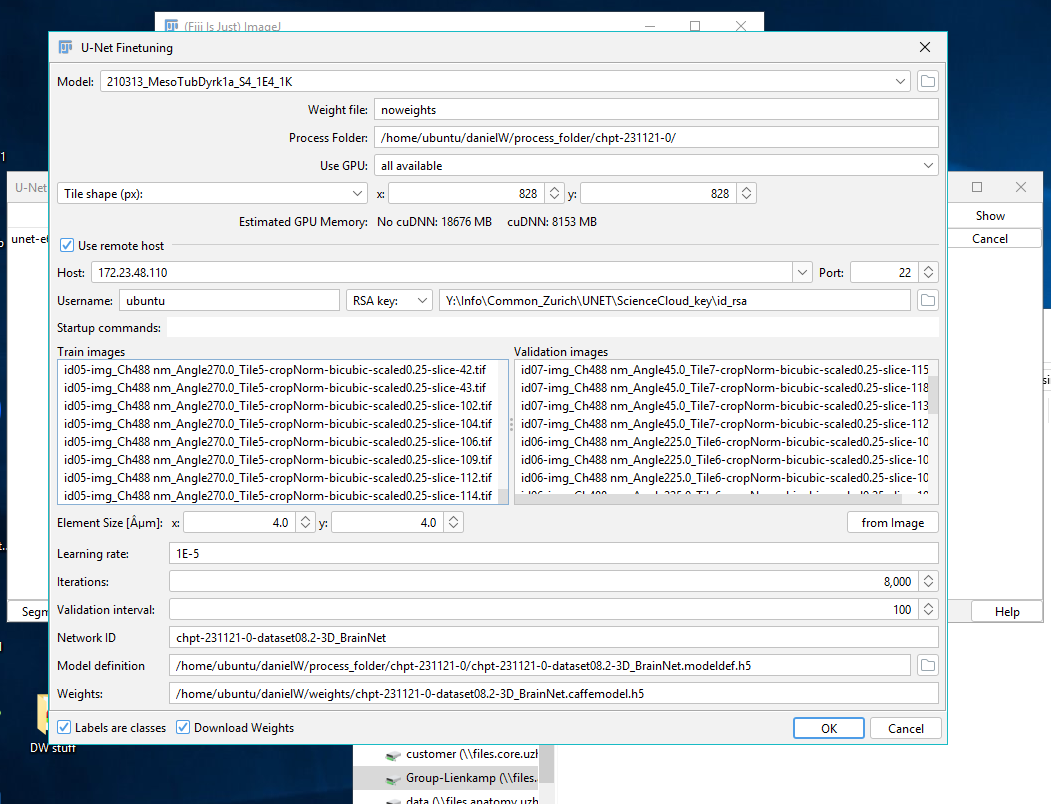 (Fiji Is Just) ImageJ
U-Net Finetuning
Model: 210313_MesoTubDyrk1a_S4_1E4_1K
Weight file: noweights
Process Folder: /home/ubuntu/danielW/process_folder/chpt-231121-0/
Use GPU: all available
Tile shape (px): x: 828 y: 828
Estimated GPU Memory: No cuDNN: 18676 MB cuDNN: 8153 MB
Use remote host
Host: 172.23.48.110 Port: 22
Username: ubuntu RSA key: Y:\Info\Common_Zurich\UNET\ScienceCloud_key\id_rsa
Startup commands:
Train images
id05-img_Ch488 nm_Angle270.0_Tile5-cropNorm-bicubic-scaled0.25-slice-42.tif
id05-img_Ch488 nm_Angle270.0_Tile5-cropNorm-bicubic-scaled0.25-slice-43.tif
id05-img_Ch488 nm_Angle270.0_Tile5-cropNorm-bicubic-scaled0.25-slice-102.tif
id05-img_Ch488 nm_Angle270.0_Tile5-cropNorm-bicubic-scaled0.25-slice-104.tif
id05-img_Ch488 nm_Angle270.0_Tile5-cropNorm-bicubic-scaled0.25-slice-106.tif
id05-img_Ch488 nm_Angle270.0_Tile5-cropNorm-bicubic-scaled0.25-slice-109.tif
id05-img_Ch488 nm_Angle270.0_Tile5-cropNorm-bicubic-scaled0.25-slice-112.tif
id05-img_Ch488 nm_Angle270.0_Tile5-cropNorm-bicubic-scaled0.25-slice-114.tif
Validation images
id07-img_Ch488 nm_Angle45.0_Tile7-cropNorm-bicubic-scaled0.25-slice-115
id07-img_Ch488 nm_Angle45.0_Tile7-cropNorm-bicubic-scaled0.25-slice-118
id07-img_Ch488 nm_Angle45.0_Tile7-cropNorm-bicubic-scaled0.25-slice-113
id07-img_Ch488 nm_Angle45.0_Tile7-cropNorm-bicubic-scaled0.25-slice-112
id06-img_Ch488 nm_Angle225.0_Tile6-cropNorm-bicubic-scaled0.25-slice-10
id06-img_Ch488 nm_Angle225.0_Tile6-cropNorm-bicubic-scaled0.25-slice-10
id06-img_Ch488 nm_Angle225.0_Tile6-cropNorm-bicubic-scaled0.25-slice-10
Element Size [Âµm]: x: 4.0 y: 4.0 from Image
Learning rate: 1E-5
Iterations: 8,000
Validation interval: 100
Network ID chpt-231121-0-dataset08.2-3D_BrainNet
Model definition /home/ubuntu/danielW/process_folder/chpt-231121-0/chpt-231121-0-dataset08.2-3D_BrainNet.modeldef.h5
Weights: /home/ubuntu/danielW/weights/chpt-231121-0-dataset08.2-3D_BrainNet.caffemodel.h5
Labels are classes Download Weights OK Cancel
U-Net
unet-et
Segm
Show
Cancel
Help
DW stuff
customer (\\files.core.uzh
Group-Lienkamp (\\files.
data (\\files.anatomy.uzh